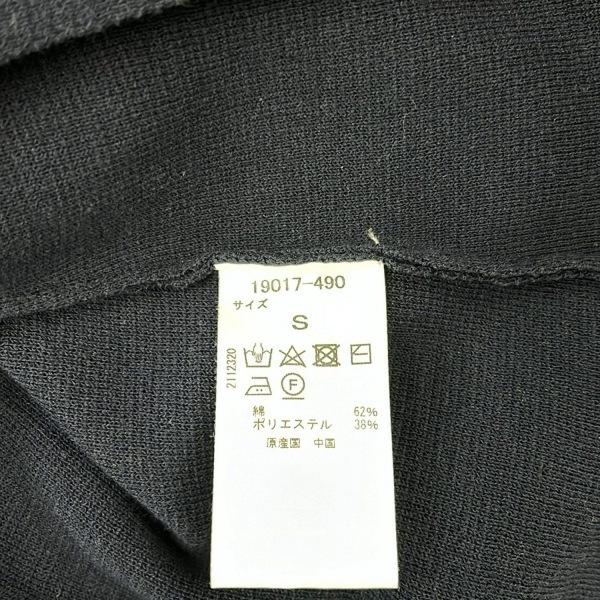 19017-490
サイズ
S
2112320
F
綿 62%
ポリエステル 38%
原産国 中国